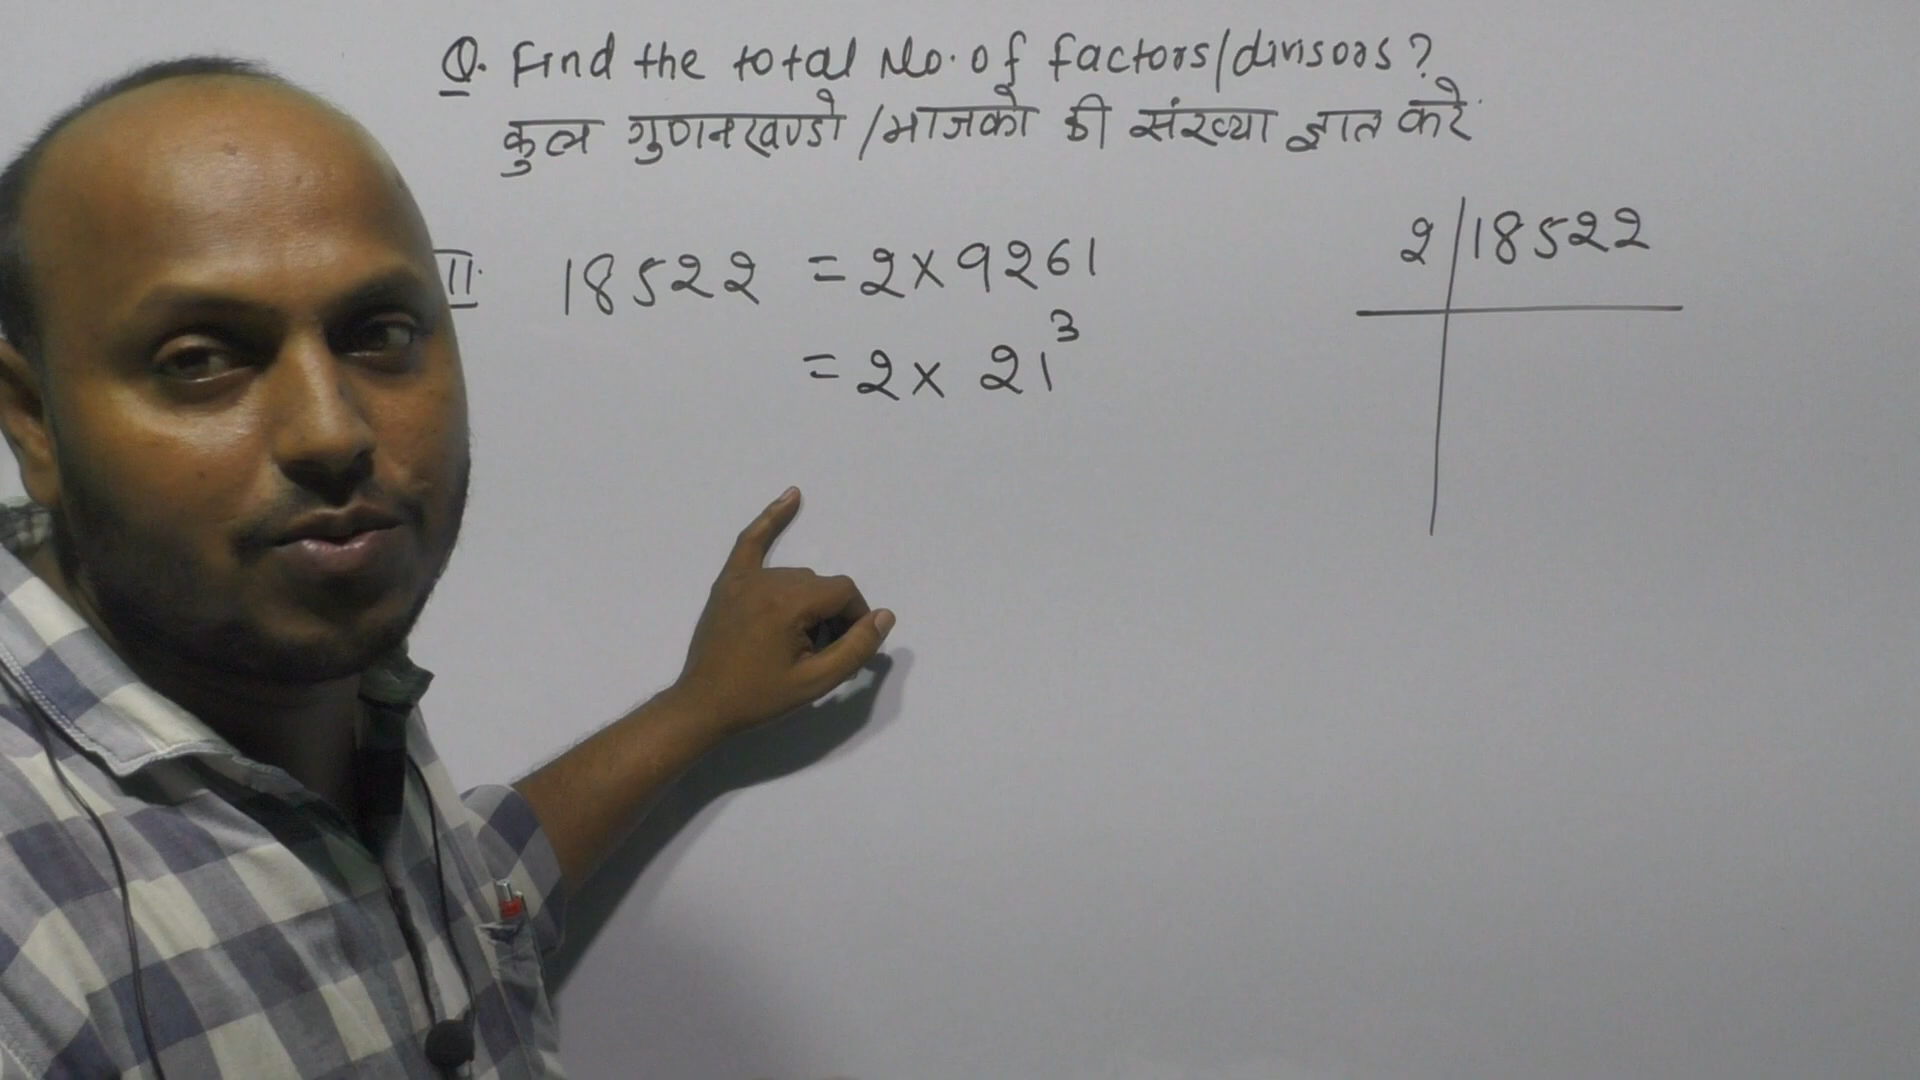 Q. Find the total No. of factors/divisors?
कुल गुणनखण्डो /भाजको की संख्या ज्ञात करे
II. 18522 = 2×9261
= 2× 21³
2 18522